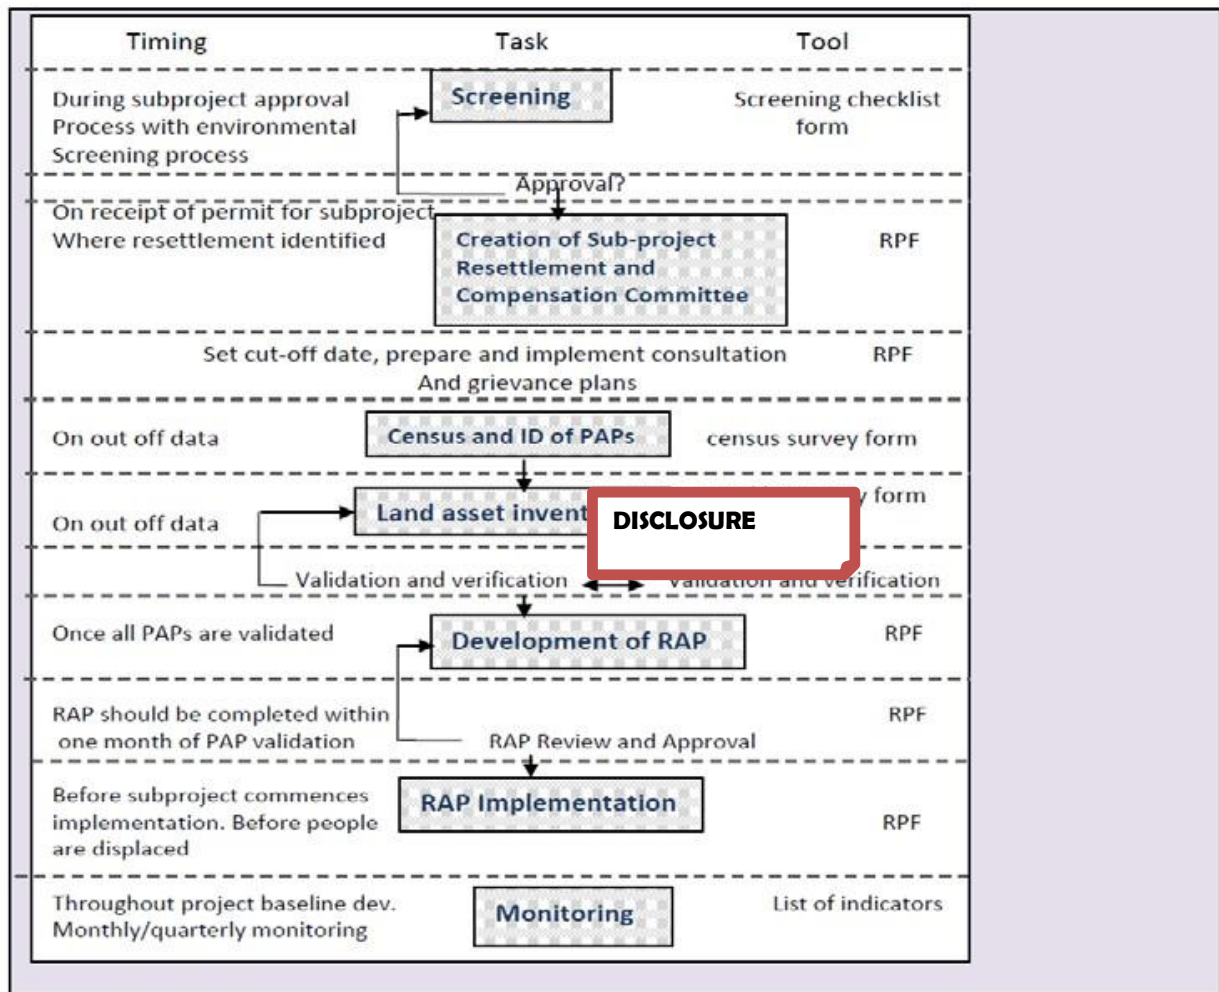 Timing Task Tool
During subproject approval
Process with environmental
Screening process
Screening
Screening checklist
form
Approval?
On receipt of permit for subproject
Where resettlement identified
Creation of Sub-project
Resettlement and
Compensation Committee
RPF
Set cut-off date, prepare and implement consultation
And grievance plans
RPF
On out off data
Census and ID of PAPs
census survey form
On out off data
Land asset
form
DISCLOSURE
Validation and verification
Validation and verification
Once all PAPs are validated
Development of RAP
RPF
RAP should be completed within
one month of PAP validation
RAP Review and Approval
RPF
Before subproject commences
implementation. Before people
are displaced
RAP Implementation
RPF
Throughout project baseline dev.
Monthly/quarterly monitoring
Monitoring
List of indicators